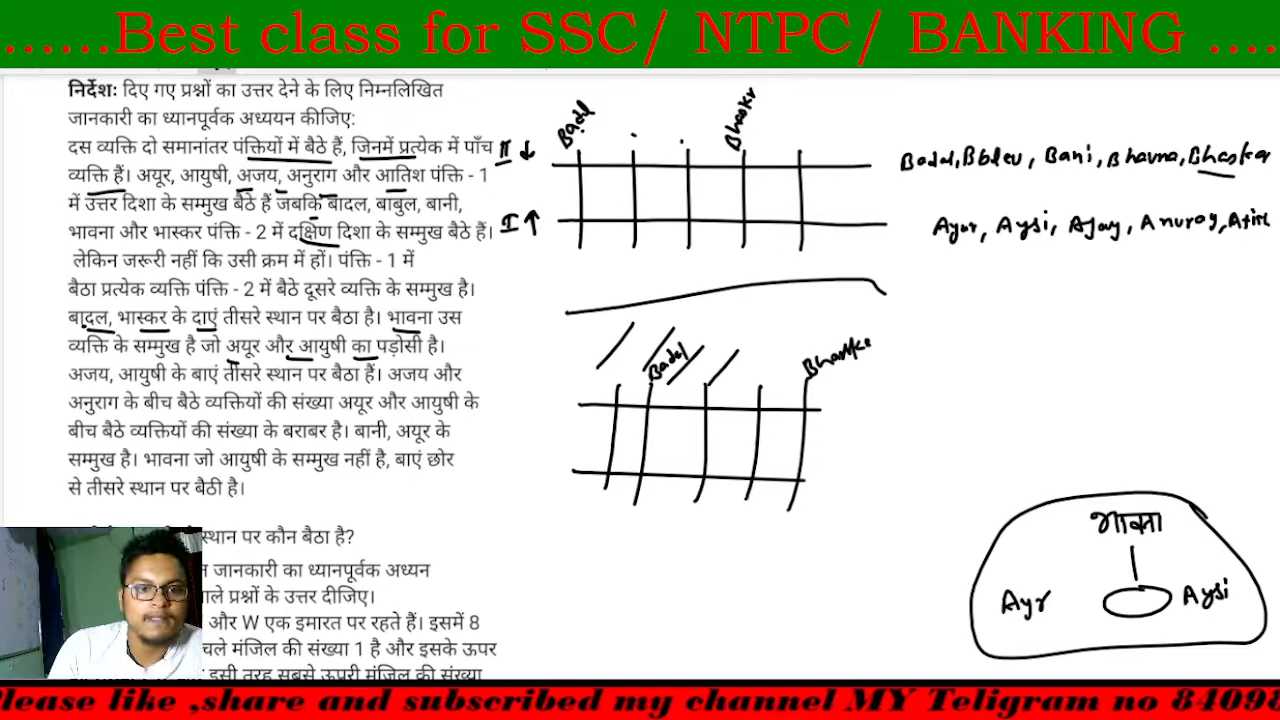 ......Best class for SSC/ NTPC/ BANKING ....
निर्देशः दिए गए प्रश्नों का उत्तर देने के लिए निम्नलिखित
जानकारी का ध्यानपूर्वक अध्ययन कीजिए:
दस व्यक्ति दो समानांतर पंक्तियों में बैठे हैं, जिनमें प्रत्येक में पाँच
व्यक्ति हैं। अयूर, आयुषी, अजय, अनुराग और आतिश पंक्ति - 1
में उत्तर दिशा के सम्मुख बैठे हैं जबकि बादल, बाबुल, बानी,
भावना और भास्कर पंक्ति - 2 में दक्षिण दिशा के सम्मुख बैठे हैं।
लेकिन जरूरी नहीं कि उसी क्रम में हों। पंक्ति - 1 में
बैठा प्रत्येक व्यक्ति पंक्ति - 2 में बैठे दूसरे व्यक्ति के सम्मुख है।
बादल, भास्कर के दाएं तीसरे स्थान पर बैठा है। भावना उस
व्यक्ति के सम्मुख है जो अयूर और आयुषी का पड़ोसी है।
अजय, आयुषी के बाएं तीसरे स्थान पर बैठा हैं। अजय और
अनुराग के बीच बैठे व्यक्तियों की संख्या अयूर और आयुषी के
बीच बैठे व्यक्तियों की संख्या के बराबर है। बानी, अयूर के
सम्मुख है। भावना जो आयुषी के सम्मुख नहीं है, बाएं छोर
से तीसरे स्थान पर बैठी है।
स्थान पर कौन बैठा है?
जानकारी का ध्यानपूर्वक अध्यन
प्रश्नों के उत्तर दीजिए।
और W एक इमारत पर रहते हैं। इसमें 8
मंजिल की संख्या 1 है और इसके ऊपर
इसी तरह सबसे ऊपरी मंजिल की संख्या
Badal Bhaskr
II ↓
I ↑
Badal, Bablu, Bani, Bhavna, Bhaskar
Ayur, Aysi, Ajay, Anurag, Atish
Badal
भावना
Ayr Aysi
Please like ,share and subscribed my channel MY Teligram no 84098